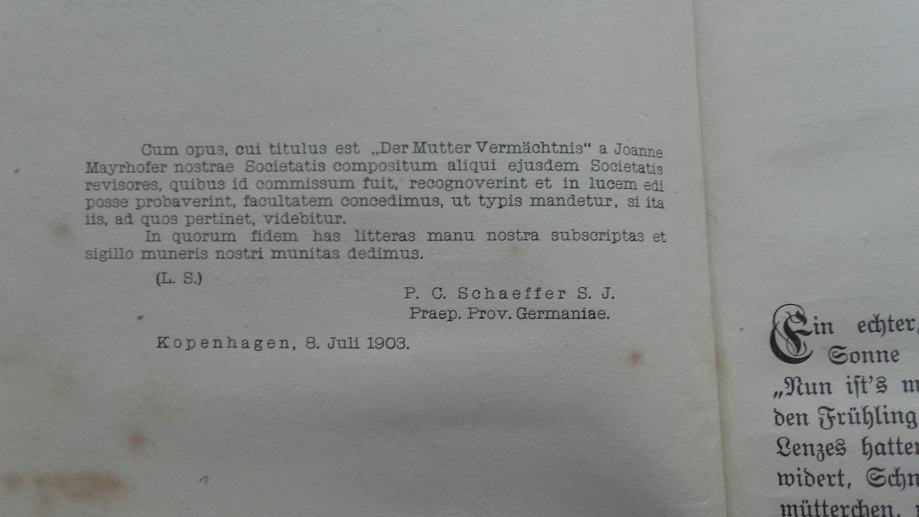 Cum opus, cui titulus est „Der Mutter Vermächtnis“ a Joanne
Mayrhofer nostrae Societatis compositum aliqui ejusdem Societatis
revisores, quibus id commissum fuit, recognoverint et in lucem edi
posse probaverint, facultatem concedimus, ut typis mandetur, si ita
iis, ad quos pertinet, videbitur.
In quorum fidem has litteras manu nostra subscriptas et
sigillo muneris nostri munitas dedimus.
(L. S.)
P. C. Schaeffer S. J.
Praep. Prov. Germaniae.
Kopenhagen, 8. Juli 1903.
Ein echter,
Sonne
„Nun iſt's
den Frühling
Lenzes hatten
widert,
mütterchen,